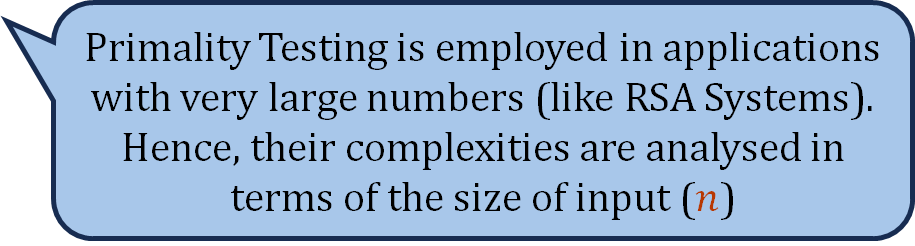 Primality Testing is employed in applications
with very large numbers (like RSA Systems).
Hence, their complexities are analysed in
terms of the size of input (n)